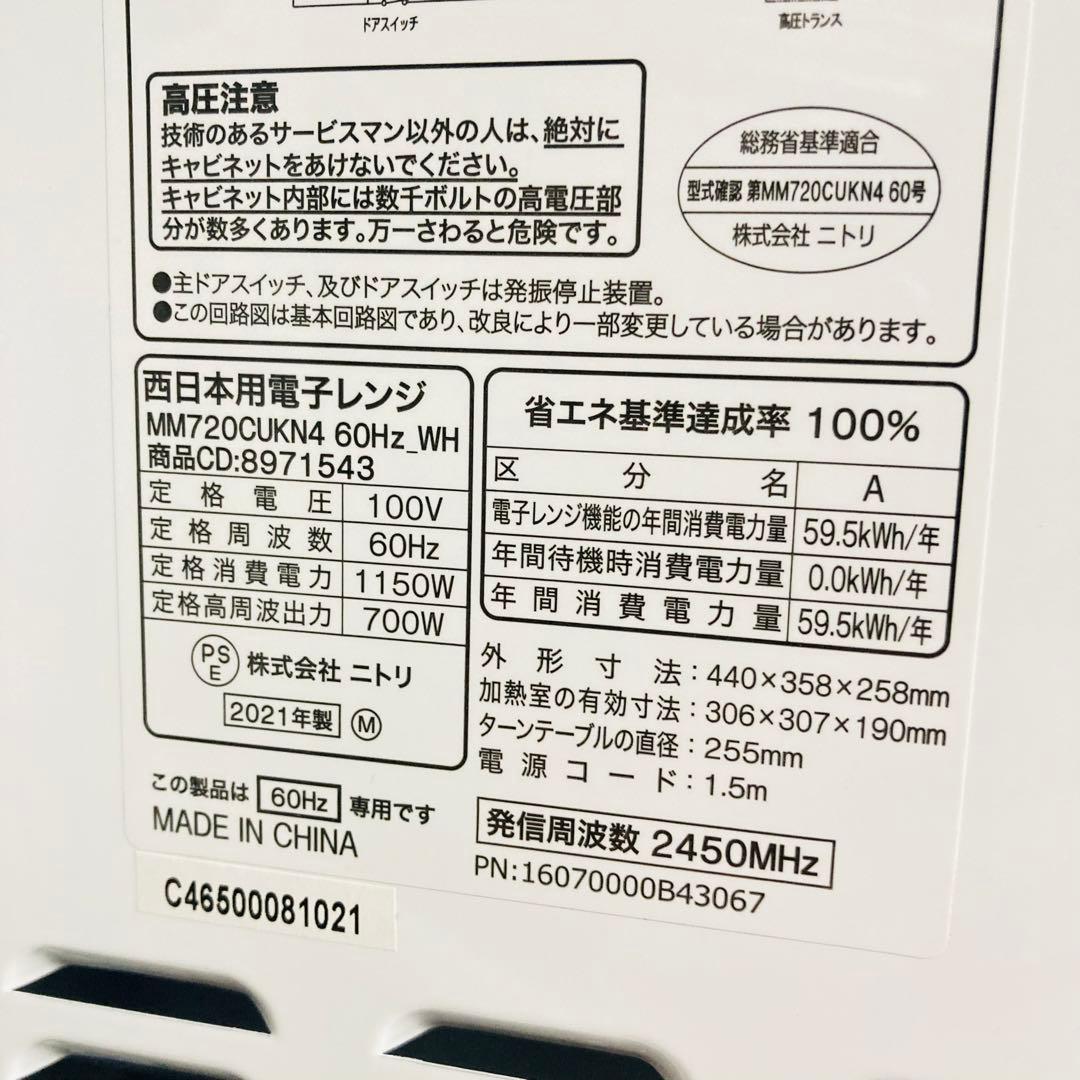 ドアスイッチ
高圧トランス
高圧注意
技術のあるサービスマン以外の人は、絶対に
キャビネットをあけないでください。
キャビネット内部には数千ボルトの高電圧部
分が数多くあります。万一さわると危険です。
総務省基準適合
型式確認 第MM720CUKN4 60号
株式会社 ニトリ
●主ドアスイッチ、及びドアスイッチは発振停止装置。
●この回路図は基本回路図であり、改良により一部変更している場合があります。
西日本用電子レンジ
MM720CUKN4 60Hz_WH
商品CD:8971543
定格電圧 100V
定格周波数 60Hz
定格消費電力 1150W
定格高周波出力 700W
PSE 株式会社 ニトリ
2021年製 M
この製品は 60Hz 専用です
MADE IN CHINA
C46500081021
省エネ基準達成率 100%
区分名 A
電子レンジ機能の年間消費電力量 59.5kWh/年
年間待機時消費電力量 0.0kWh/年
年間消費電力量 59.5kWh/年
外形寸法:440×358×258mm
加熱室の有効寸法:306×307×190mm
ターンテーブルの直径:255mm
電源コード:1.5m
発信周波数 2450MHz
PN:16070000B43067